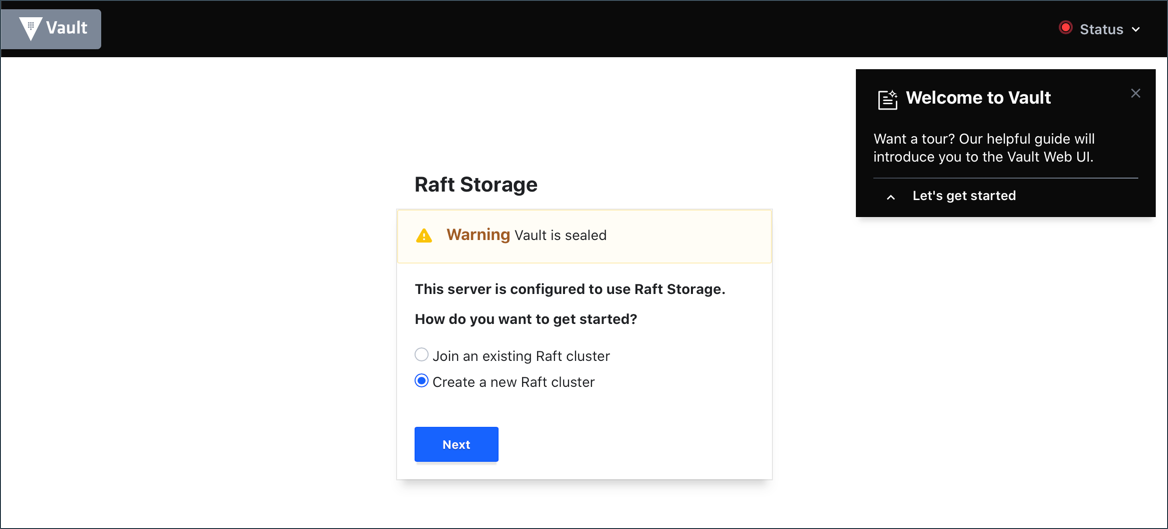 Vault
Status
Welcome to Vault
Want a tour? Our helpful guide will
introduce you to the Vault Web UI.
Let's get started
Raft Storage
Warning Vault is sealed
This server is configured to use Raft Storage.
How do you want to get started?
Join an existing Raft cluster
Create a new Raft cluster
Next